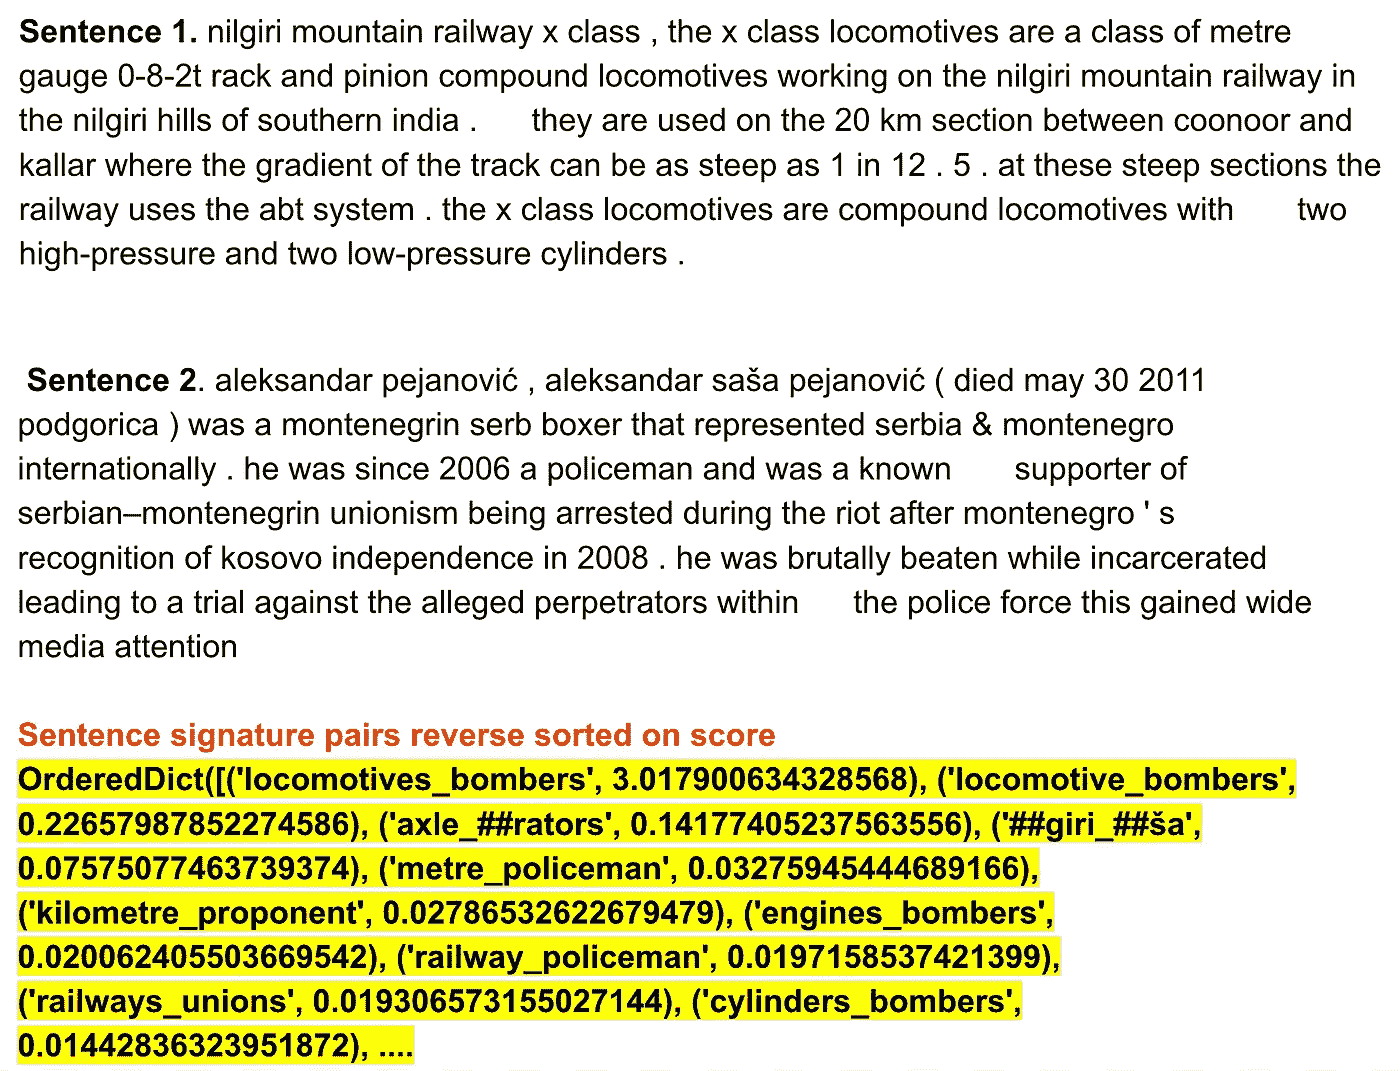 Sentence 1. nilgiri mountain railway x class , the x class locomotives are a class of metre
gauge 0-8-2t rack and pinion compound locomotives working on the nilgiri mountain railway in
the nilgiri hills of southern india . they are used on the 20 km section between coonoor and
kallar where the gradient of the track can be as steep as 1 in 12 . 5 . at these steep sections the
railway uses the abt system . the x class locomotives are compound locomotives with two
high-pressure and two low-pressure cylinders .
Sentence 2. aleksandar pejanović , aleksandar saša pejanović ( died may 30 2011
podgorica ) was a montenegrin serb boxer that represented serbia & montenegro
internationally . he was since 2006 a policeman and was a known supporter of
serbian–montenegrin unionism being arrested during the riot after montenegro ' s
recognition of kosovo independence in 2008 . he was brutally beaten while incarcerated
leading to a trial against the alleged perpetrators within the police force this gained wide
media attention
Sentence signature pairs reverse sorted on score
OrderedDict([('locomotives_bombers', 3.017900634328568), ('locomotive_bombers',
0.22657987852274586), ('axle_##rators', 0.14177405237563556), ('##giri_##ša',
0.07575077463739374), ('metre_policeman', 0.03275945444689166),
('kilometre_proponent', 0.02786532622679479), ('engines_bombers',
0.020062405503669542), ('railway_policeman', 0.0197158537421399),
('railways_unions', 0.019306573155027144), ('cylinders_bombers',
0.01442836323951872), ....